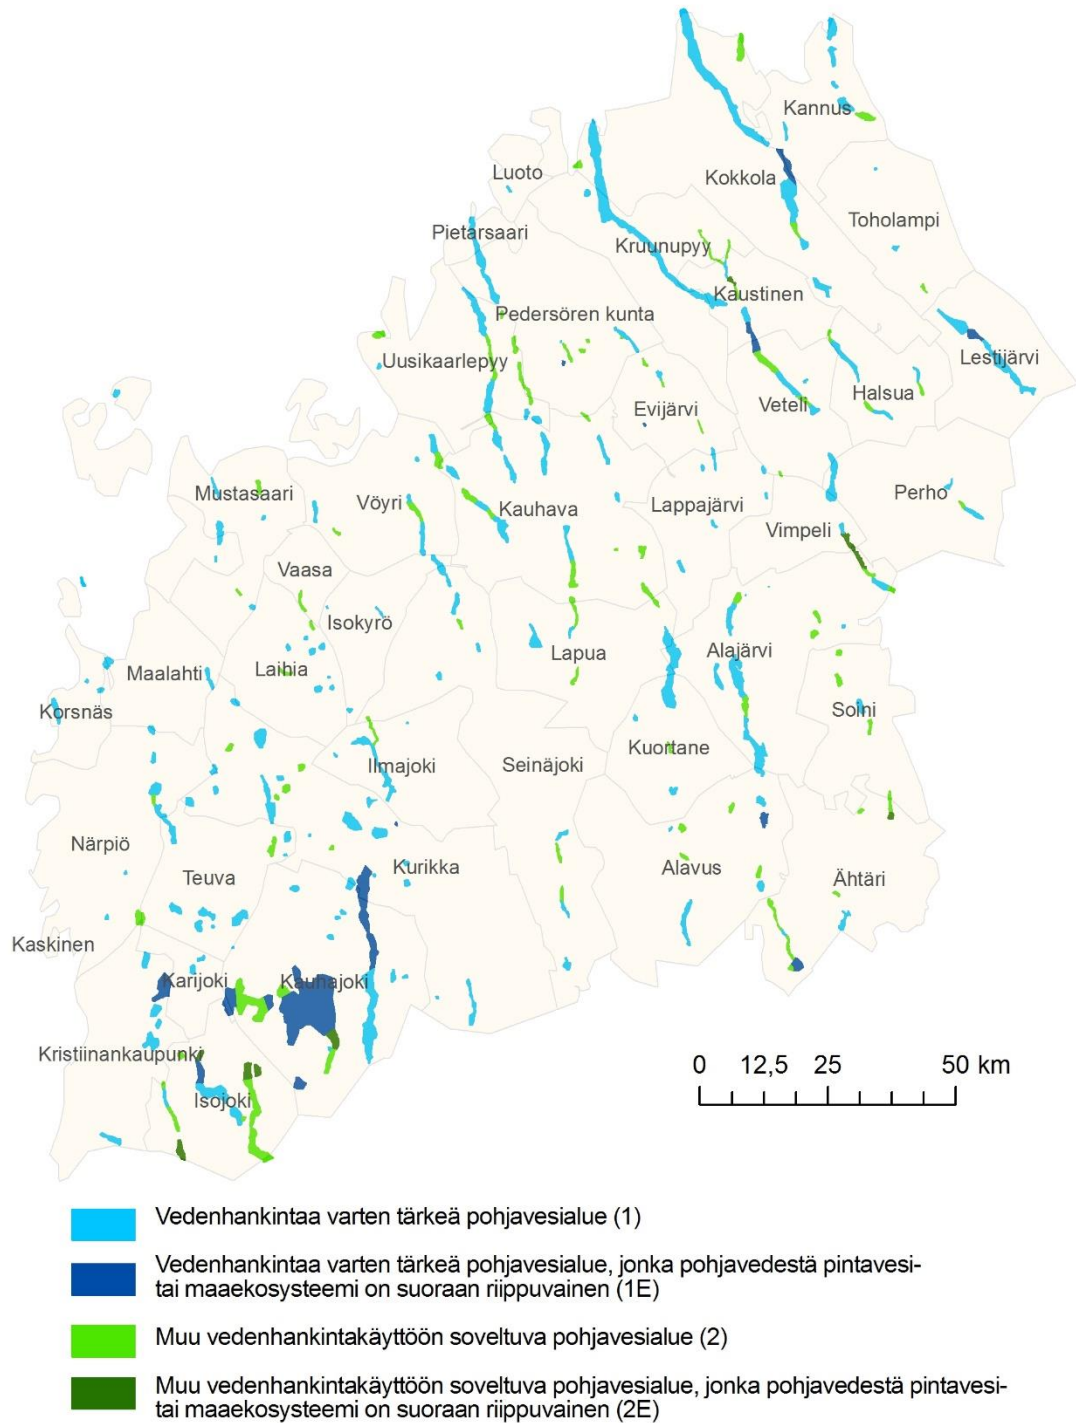 Kannus
Luoto
Kokkola
Toholampi
Pietarsaari
Kruunupyy
Kaustinen
Pedersören kunta
Uusikaarlepyy
Lestijärvi
Halsua
Veteli
Evijärvi
Mustasaari
Vöyri
Kauhava
Lappajärvi
Perho
Vimpeli
Vaasa
Isokyrö
Lapua
Alajärvi
Maalahti
Laihia
Korsnäs
Soini
Kuortane
Ilmajoki
Seinäjoki
Närpiö
Kurikka
Alavus
Teuva
Ähtäri
Kaskinen
Karijoki
Kauhajoki
Kristiinankaupunki
Isojoki
0 12,5 25 50 km
Vedenhankintaa varten tärkeä pohjavesialue (1)
Vedenhankintaa varten tärkeä pohjavesialue, jonka pohjavedestä pintavesi-
tai maaekosysteemi on suoraan riippuvainen (1E)
Muu vedenhankintakäyttöön soveltuva pohjavesialue (2)
Muu vedenhankintakäyttöön soveltuva pohjavesialue, jonka pohjavedestä pintavesi-
tai maaekosysteemi on suoraan riippuvainen (2E)